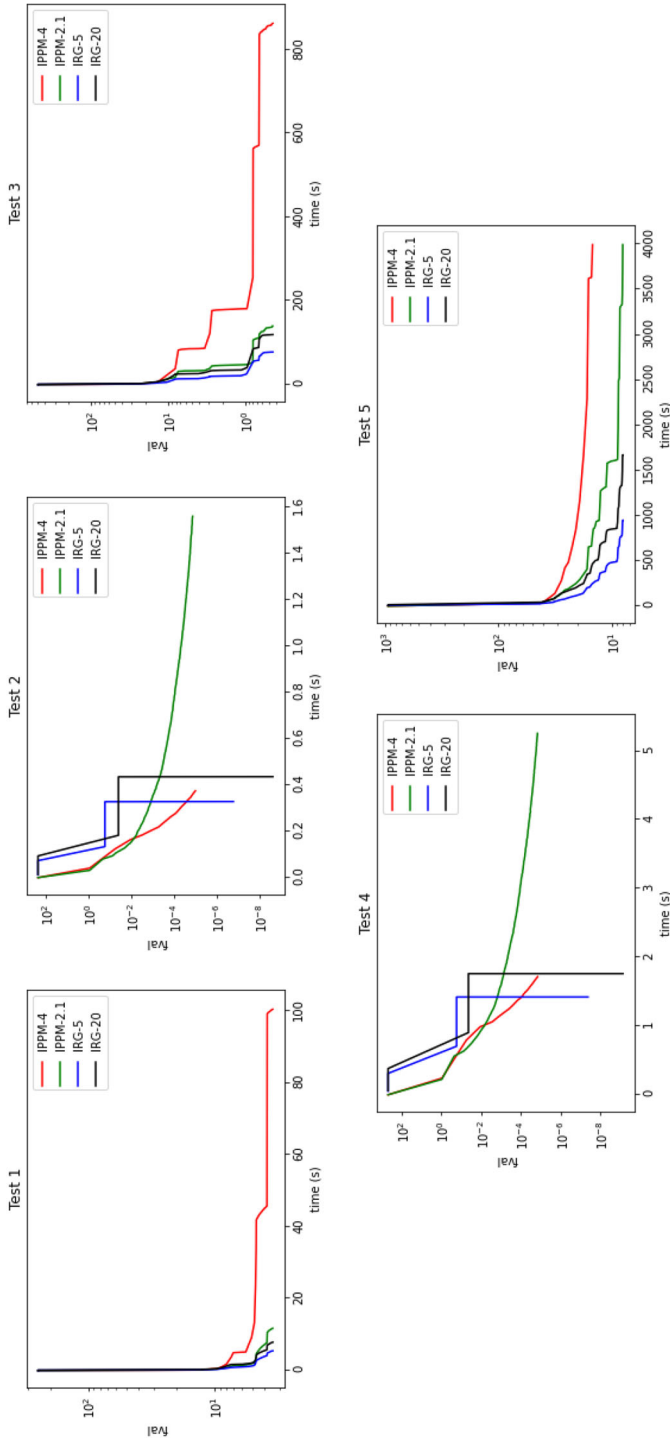 Test 1
fval
10²
10¹
0
20
40
60
80
100
time (s)
IPPM-4
IPPM-2.1
IRG-5
IRG-20
Test 2
fval
10²
10⁰
10⁻²
10⁻⁴
10⁻⁶
10⁻⁸
0.0
0.2
0.4
0.6
0.8
1.0
1.2
1.4
1.6
time (s)
IPPM-4
IPPM-2.1
IRG-5
IRG-20
Test 3
fval
10²
10¹
10⁰
0
200
400
600
800
time (s)
IPPM-4
IPPM-2.1
IRG-5
IRG-20
Test 4
fval
10²
10⁰
10⁻²
10⁻⁴
10⁻⁶
10⁻⁸
0
1
2
3
4
5
time (s)
IPPM-4
IPPM-2.1
IRG-5
IRG-20
Test 5
fval
10³
10²
10¹
0
500
1000
1500
2000
2500
3000
3500
4000
time (s)
IPPM-4
IPPM-2.1
IRG-5
IRG-20